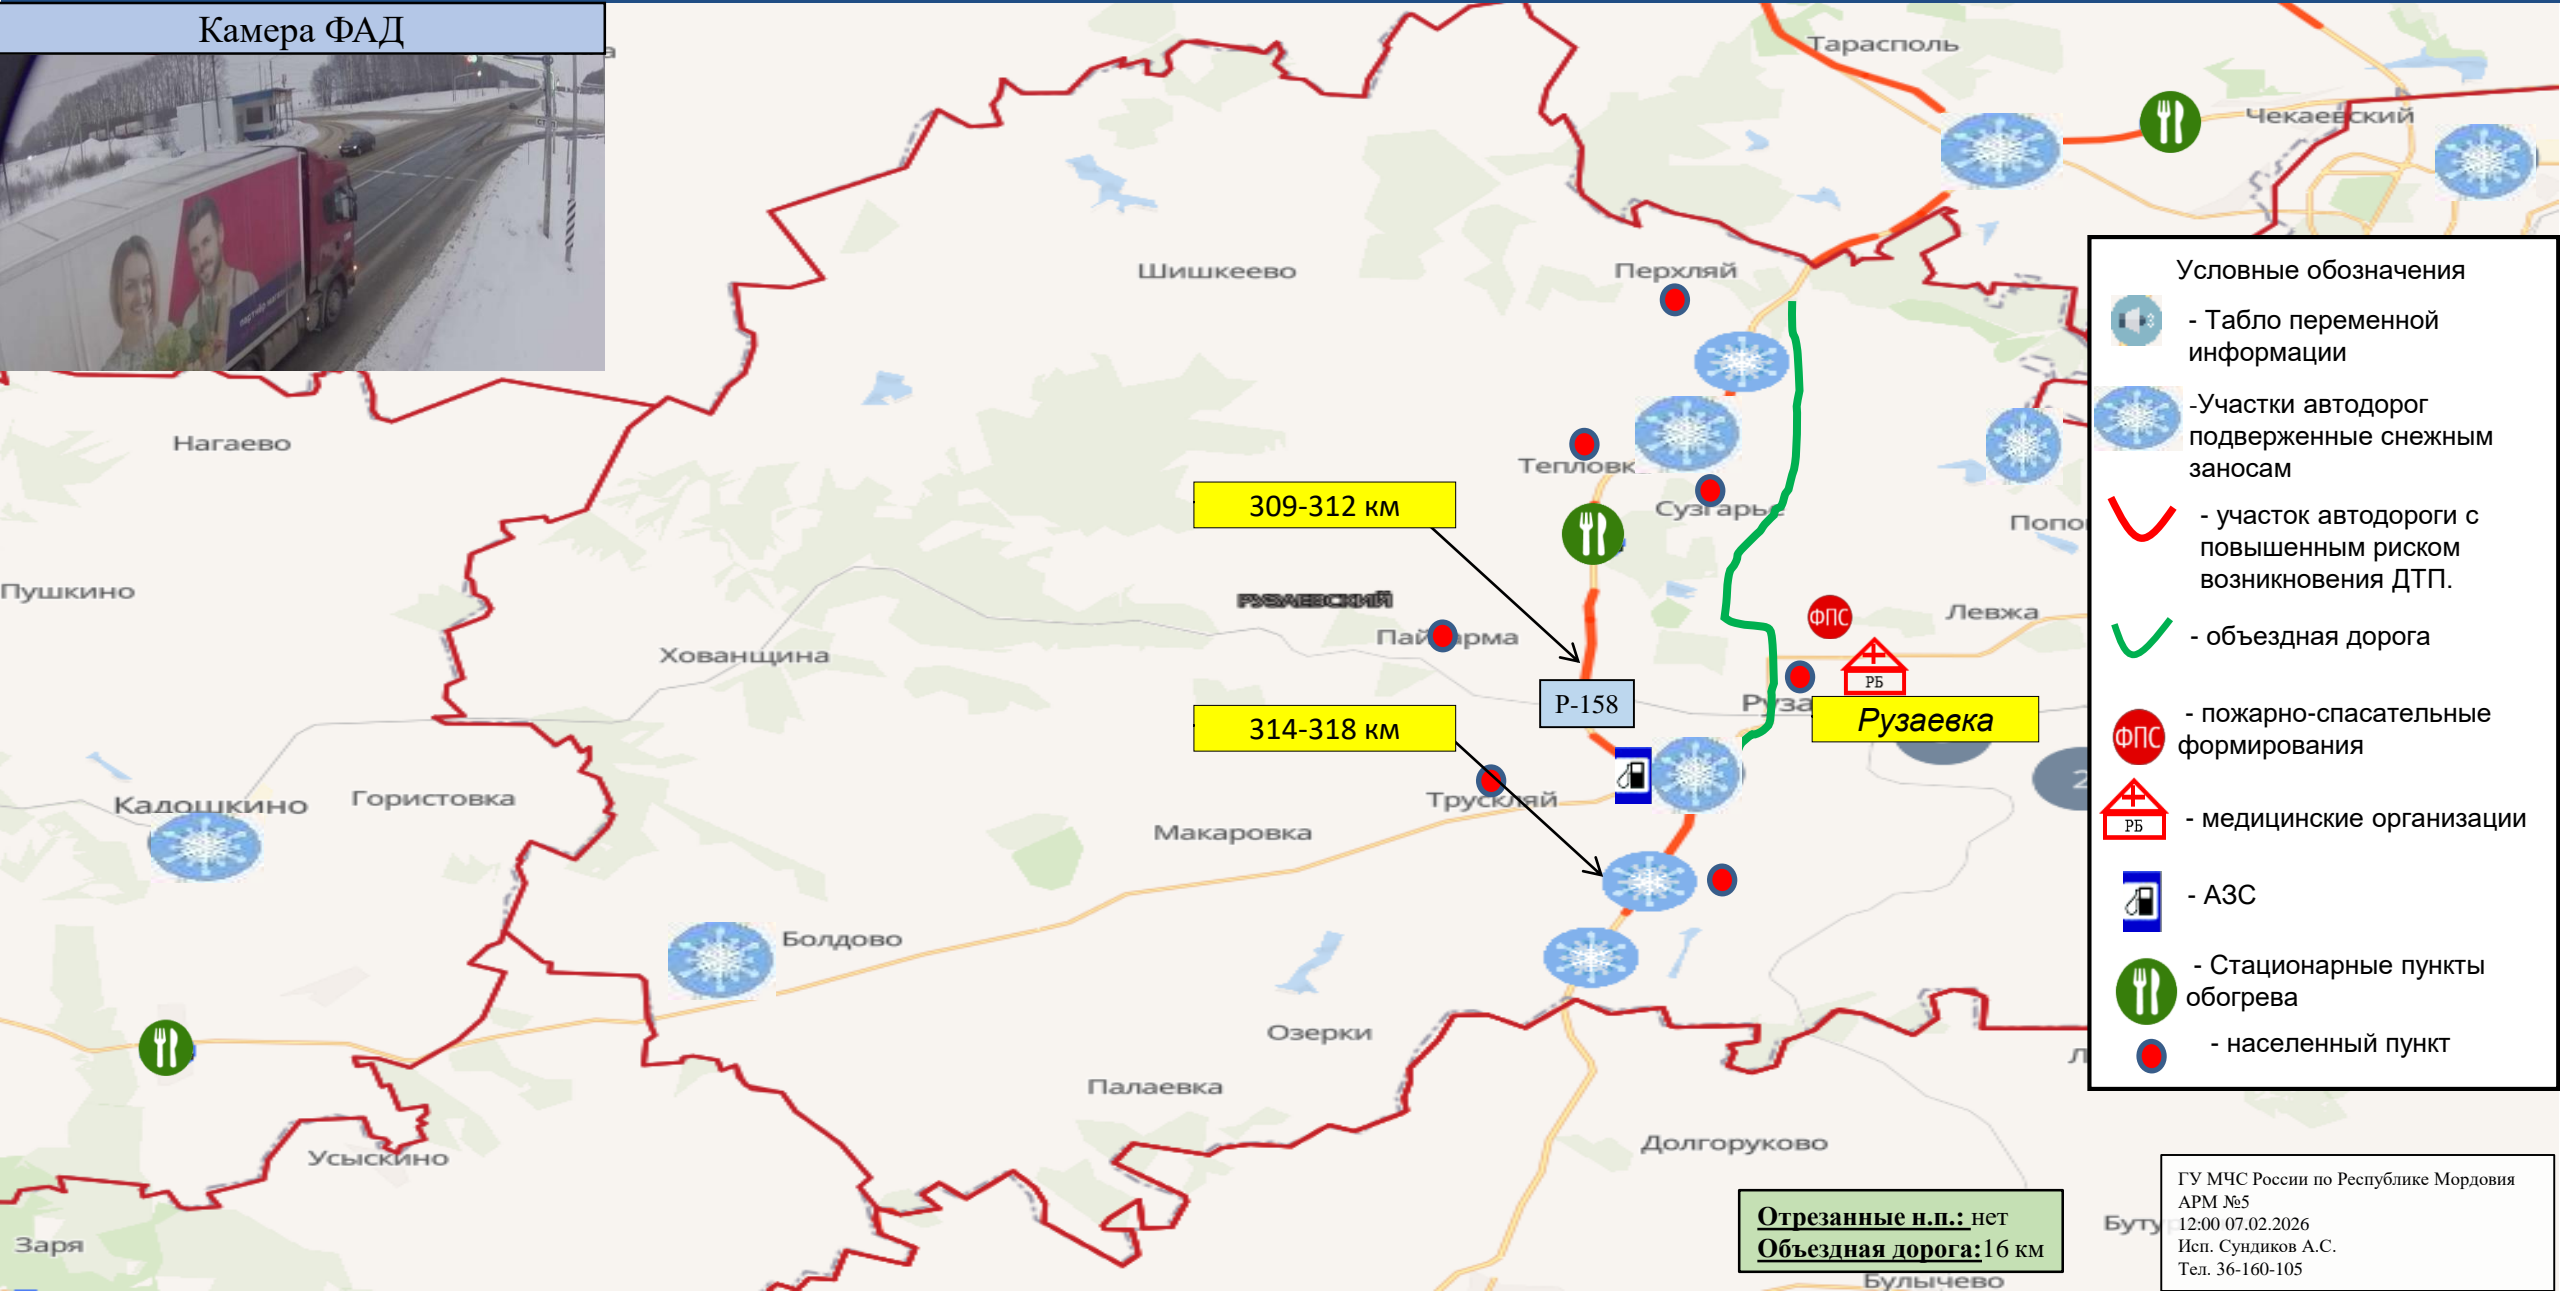 Камера ФАД
Тарасполь
Чекаевский
Шишкеево
Перхляй
Нагаево
309-312 км
Сузгарье
Пушкино
РУЗАЕВСКИЙ
Левжа
Хованщина
Р-158
РБ
ФПС
314-318 км
Рузаевка
Кадошкино
Гористовка
Трускляй
Макаровка
Болдово
Озерки
Палаевка
Усыскино
Долгоруково
Заря
Булычево
Условные обозначения
- Табло переменной
информации
-Участки автодорог
подверженные снежным
заносам
- участок автодороги с
повышенным риском
возникновения ДТП.
- объездная дорога
ФПС
- пожарно-спасательные
формирования
РБ
- медицинские организации
- АЗС
- Стационарные пункты
обогрева
- населенный пункт
Отрезанные н.п.: нет
Объездная дорога:16 км
ГУ МЧС России по Республике Мордовия
АРМ №5
12:00 07.02.2026
Исп. Сундиков А.С.
Тел. 36-160-105